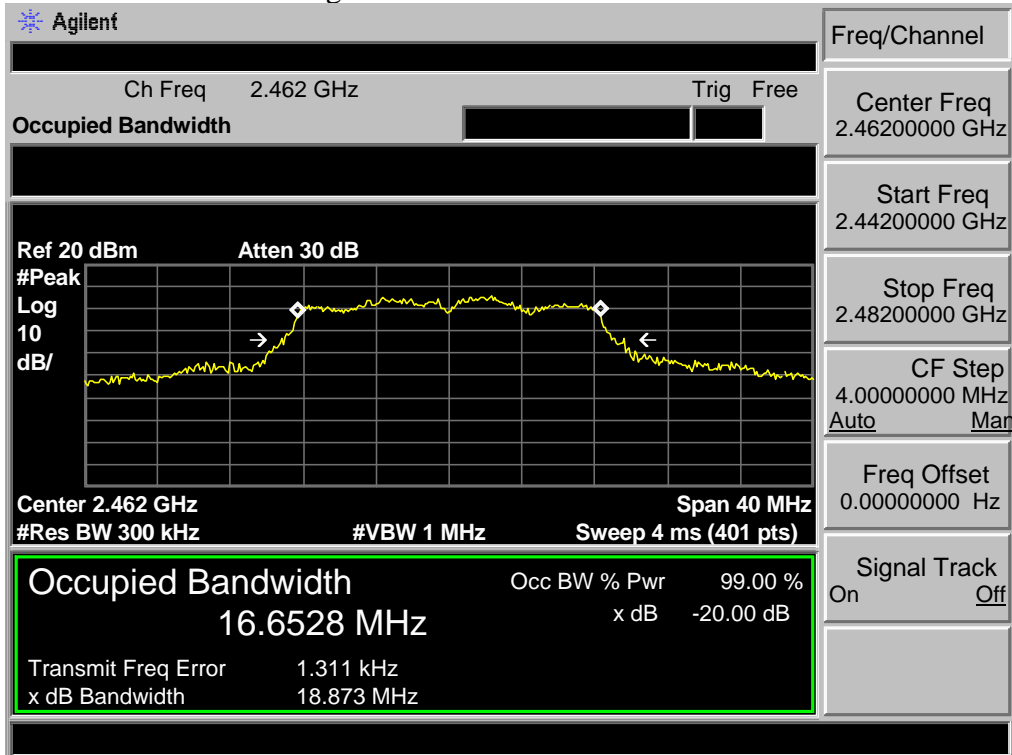 Agilent
Freq/Channel
Ch Freq 2.462 GHz Trig Free
Occupied Bandwidth
Center Freq
2.46200000 GHz
Start Freq
2.44200000 GHz
Ref 20 dBm Atten 30 dB
#Peak
Log
10
dB/
Stop Freq
2.48200000 GHz
CF Step
4.00000000 MHz
Auto Man
Freq Offset
0.00000000 Hz
Center 2.462 GHz Span 40 MHz
#Res BW 300 kHz #VBW 1 MHz Sweep 4 ms (401 pts)
Signal Track
On Off
Occupied Bandwidth Occ BW % Pwr 99.00 %
16.6528 MHz x dB -20.00 dB
Transmit Freq Error 1.311 kHz
x dB Bandwidth 18.873 MHz